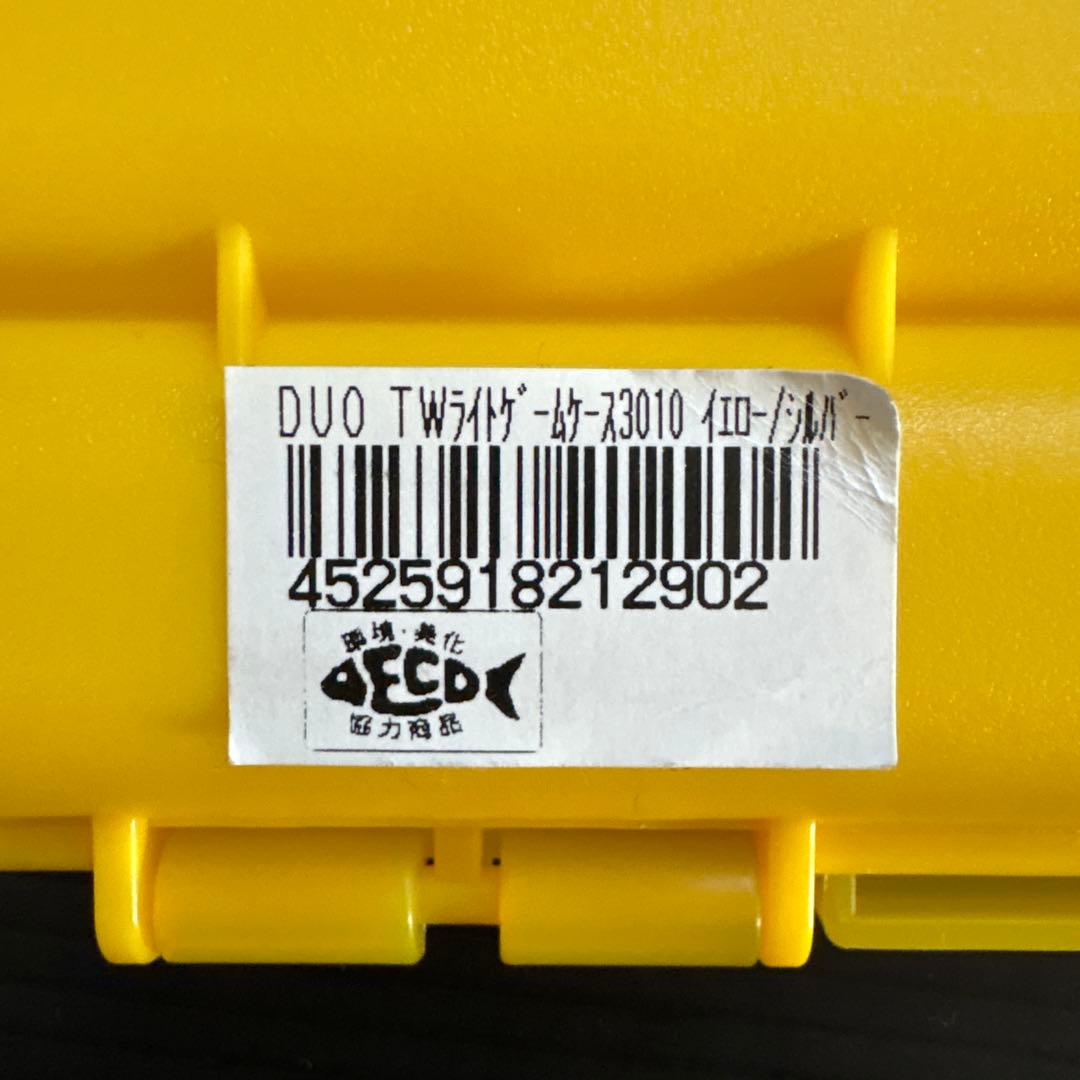 DUO TWﾗｲﾄｹﾞｰﾑｹｰｽ3010 ｲｴﾛｰ/ｼﾙﾊﾞｰ
4525918212902
環境・美化
ECO
協力商品